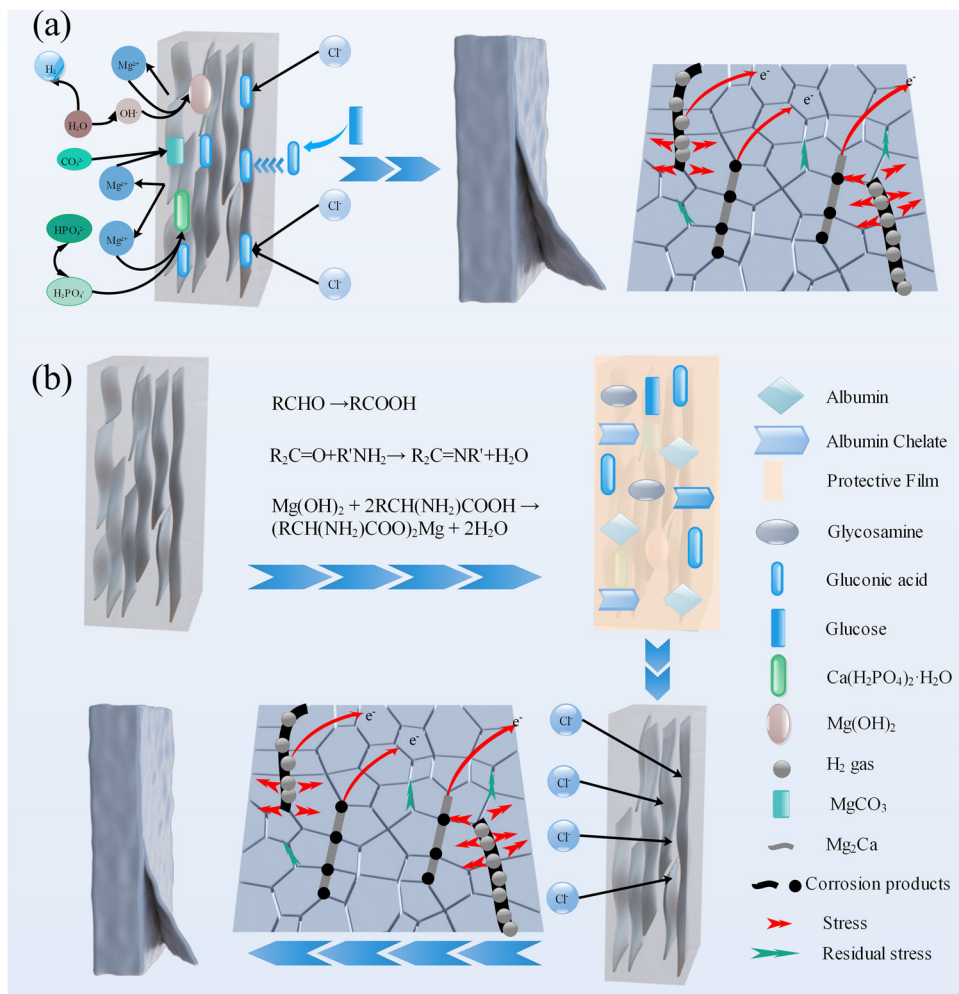 (a)
H₂
Mg²⁺
Cl⁻
H₂O
OH⁻
CO₃²⁻
Mg²⁺
Cl⁻
HPO₄²⁻
Mg²⁺
H₂PO₄⁻
Cl⁻
e⁻
e⁻
e⁻
(b)
RCHO →RCOOH
R₂C=O+R'NH₂→ R₂C=NR'+H₂O
Mg(OH)₂ + 2RCH(NH₂)COOH →
(RCH(NH₂)COO)₂Mg + 2H₂O
Albumin
Albumin Chelate
Protective Film
Glycosamine
Gluconic acid
Glucose
Ca(H₂PO₄)₂·H₂O
Mg(OH)₂
H₂ gas
MgCO₃
Mg₂Ca
Corrosion products
Stress
Residual stress
e⁻
e⁻
e⁻
Cl⁻
Cl⁻
Cl⁻
Cl⁻